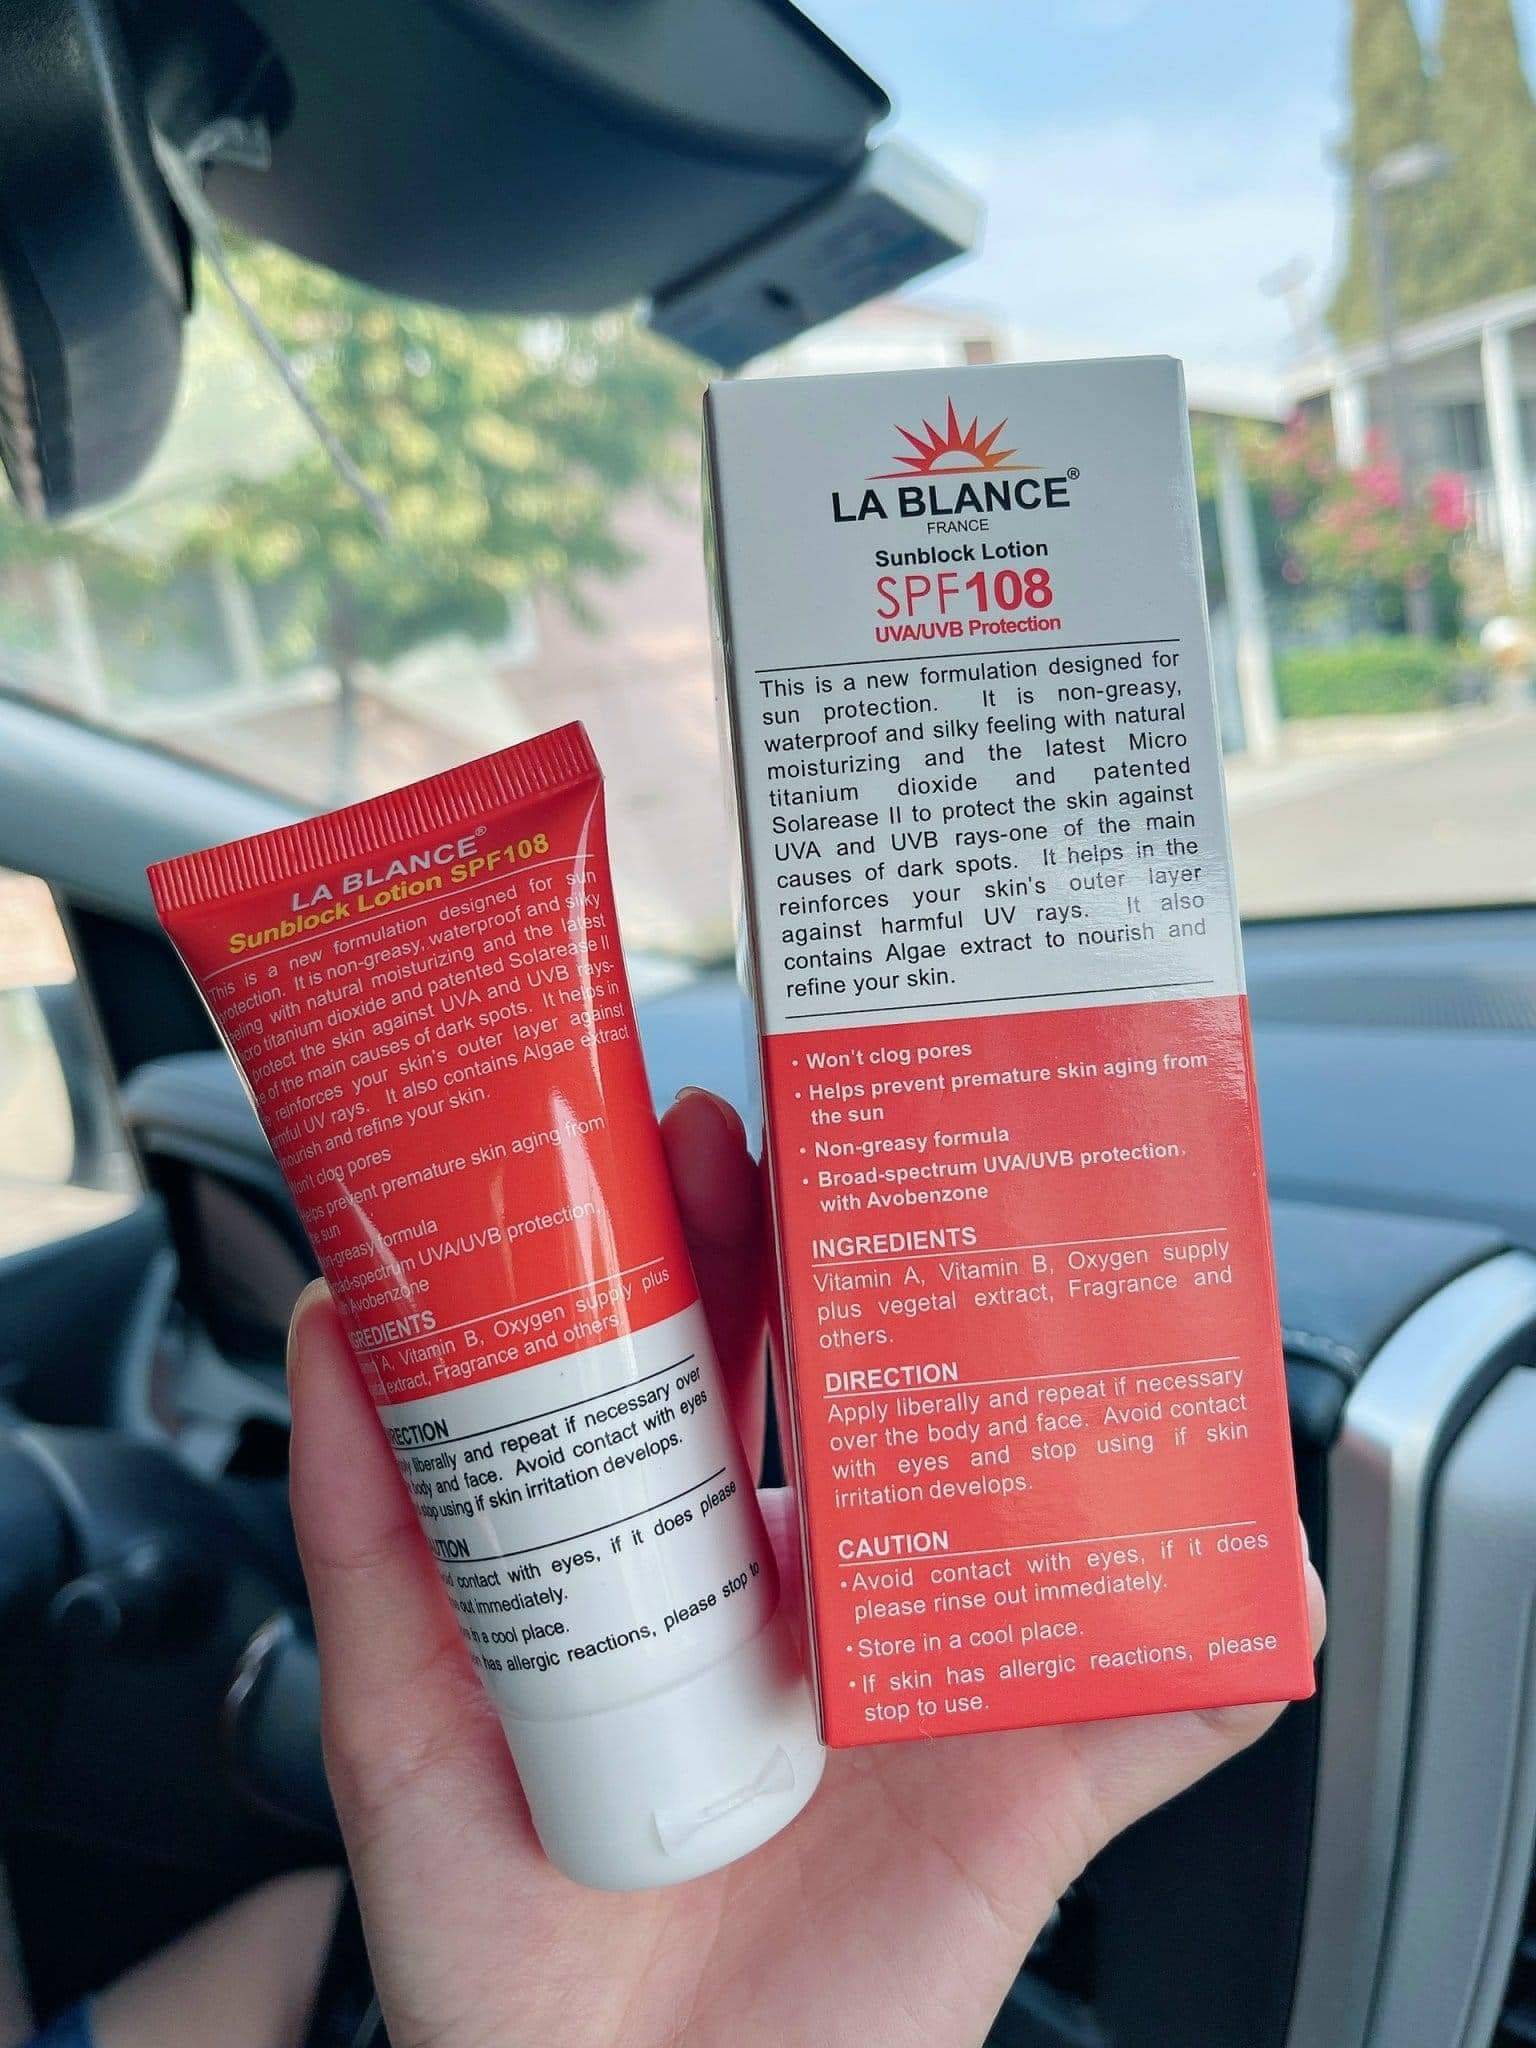 LA BLANCE®
FRANCE
Sunblock Lotion
SPF108
UVA/UVB Protection
This is a new formulation designed for
sun protection. It is non-greasy,
waterproof and silky feeling with natural
moisturizing and the latest Micro
titanium dioxide and patented
Solarease II to protect the skin against
UVA and UVB rays-one of the main
causes of dark spots. It helps in the
reinforces your skin's outer layer
against harmful UV rays. It also
contains Algae extract to nourish and
refine your skin.
• Won't clog pores
• Helps prevent premature skin aging from
the sun
• Non-greasy formula
• Broad-spectrum UVA/UVB protection,
with Avobenzone
INGREDIENTS
Vitamin A, Vitamin B, Oxygen supply
plus vegetal extract, Fragrance and
others.
DIRECTION
Apply liberally and repeat if necessary
over the body and face. Avoid contact
with eyes and stop using if skin
irritation develops.
CAUTION
• Avoid contact with eyes, if it does
please rinse out immediately.
• Store in a cool place.
• If skin has allergic reactions, please
stop to use.
LA BLANCE®
Sunblock Lotion SPF108
This is a new formulation designed for sun
protection. It is non-greasy, waterproof and silky
feeling with natural moisturizing and the latest
titanium dioxide and patented Solarease II
protect the skin against UVA and UVB rays-
of the main causes of dark spots. It helps in
reinforces your skin's outer layer against
UV rays. It also contains Algae extract
nourish and refine your skin.
clog pores
prevent premature skin aging from
sun
formula
UVA/UVB protection,
Avobenzone
A, Vitamin B, Oxygen supply plus
extract, Fragrance and others.
liberally and repeat if necessary over
body and face. Avoid contact with eyes
stop using if skin irritation develops.
contact with eyes, if it does please
out immediately.
in a cool place.
has allergic reactions, please stop to